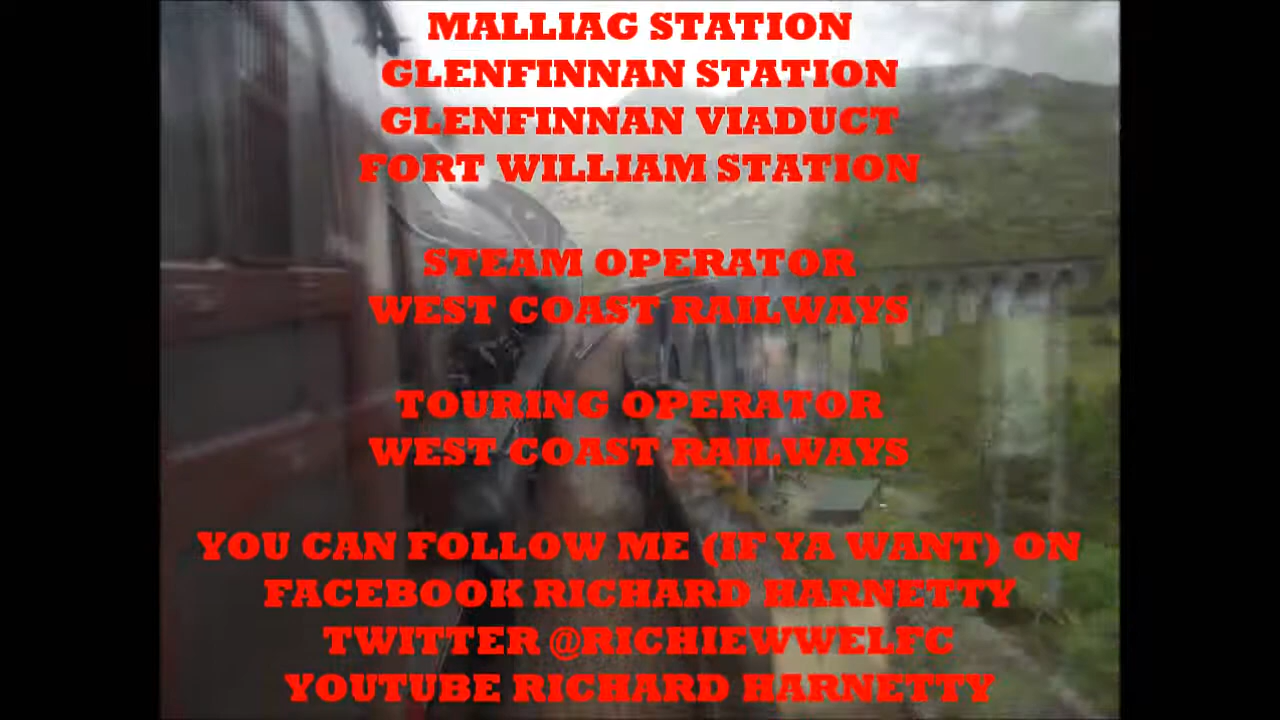 MALLIAG STATION
GLENFINNAN STATION
GLENFINNAN VIADUCT
FORT WILLIAM STATION
STEAM OPERATOR
WEST COAST RAILWAYS
TOURING OPERATOR
WEST COAST RAILWAYS
YOU CAN FOLLOW ME (IF YA WANT) ON
FACEBOOK RICHARD HARNETTY
TWITTER @RICHIEWWELFC
YOUTUBE RICHARD HARNETTY